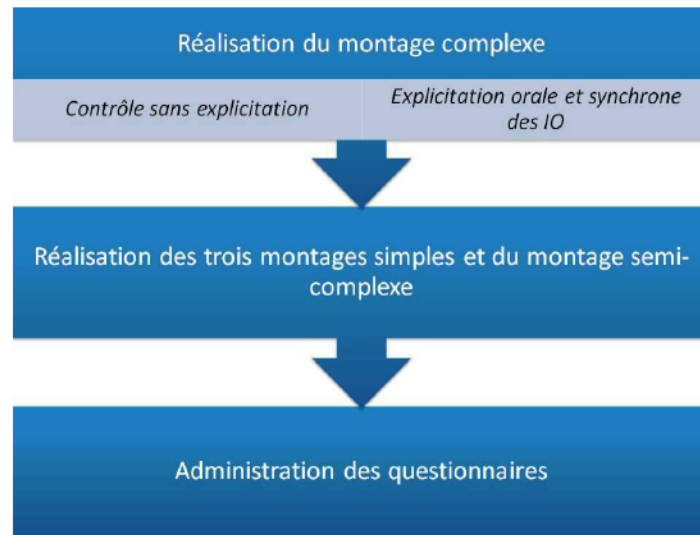 Réalisation du montage complexe
Contrôle sans explicitation
Explicitation orale et synchrone
des IO
Réalisation des trois montages simples et du montage semi-
complexe
Administration des questionnaires